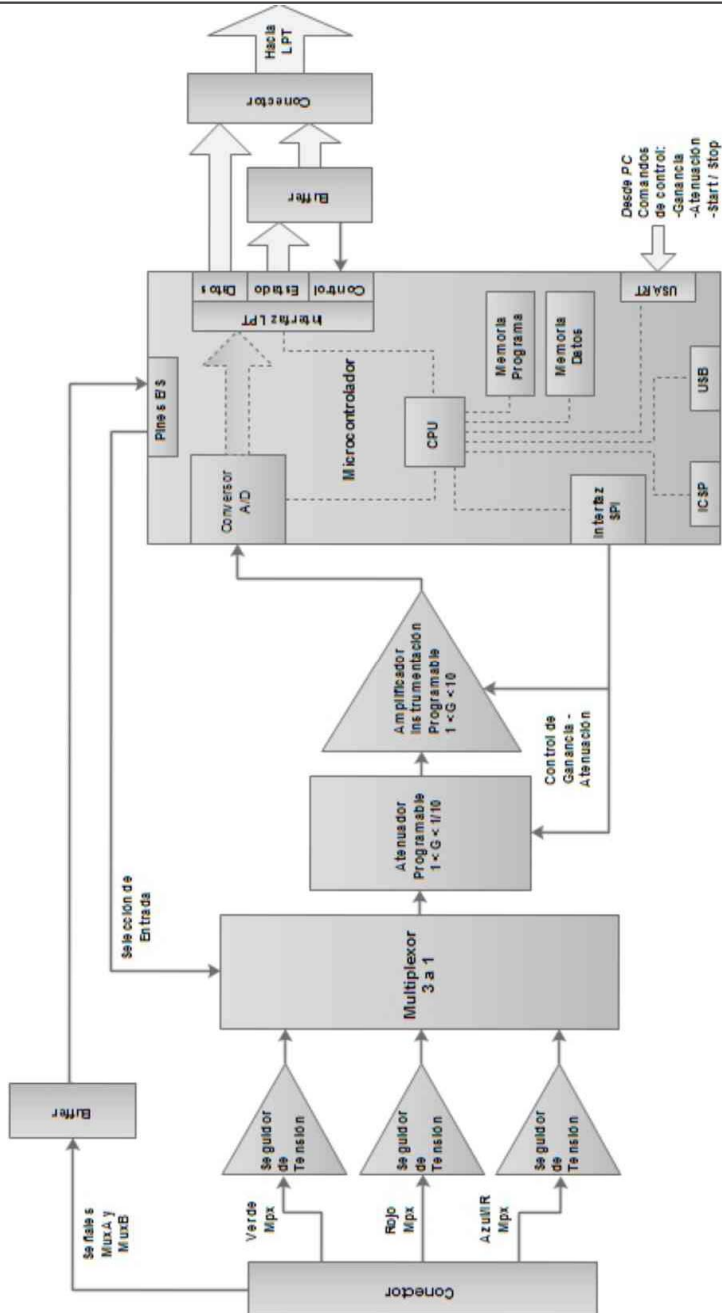 Conector
Señales
MuxA y
MuxB
Buffer
Verde
Mpx
Rojo
Mpx
Azul/IR
Mpx
Seguidor
de
Tensión
Seguidor
de
Tensión
Seguidor
de
Tensión
Selección de
Entrada
Multiplexor
3 a 1
Atenuador
Programable
1 < G < 1/10
Amplificador
Instrumentación
Programable
1 < G < 10
Control de
Ganancia -
Atenuación
Pines E/S
Conversor
A/D
Microcontrolador
CPU
Interfaz
SPI
ICSP
USB
USART
Memoria
Programa
Memoria
Datos
Interfaz LPT
Datos
Estado
Control
Buffer
Conector
Hacia
LPT
Desde PC
Comandos
de control:
-Ganancia
-Atenuación
-Start / Stop